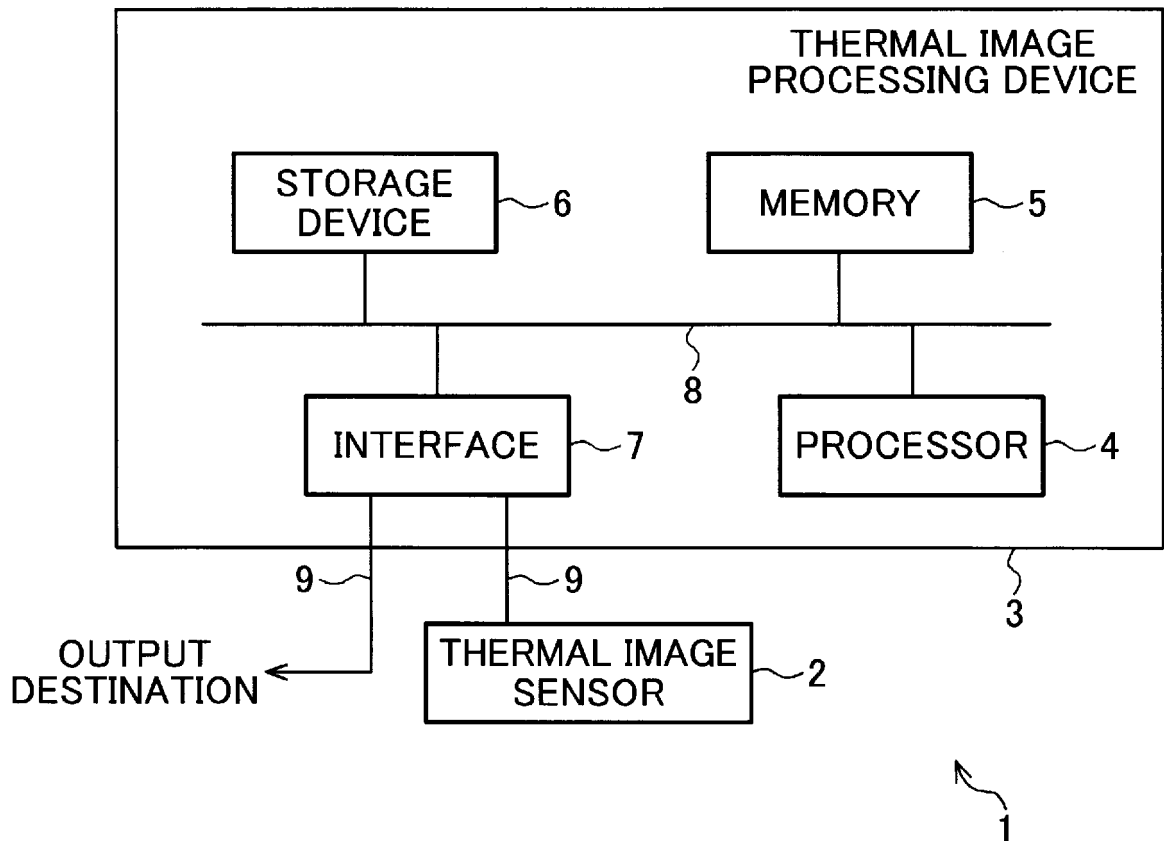 THERMAL IMAGE
PROCESSING DEVICE
STORAGE
DEVICE
6
MEMORY
5
8
INTERFACE
7
PROCESSOR
4
9
9
3
OUTPUT
DESTINATION
THERMAL IMAGE
SENSOR
2
1